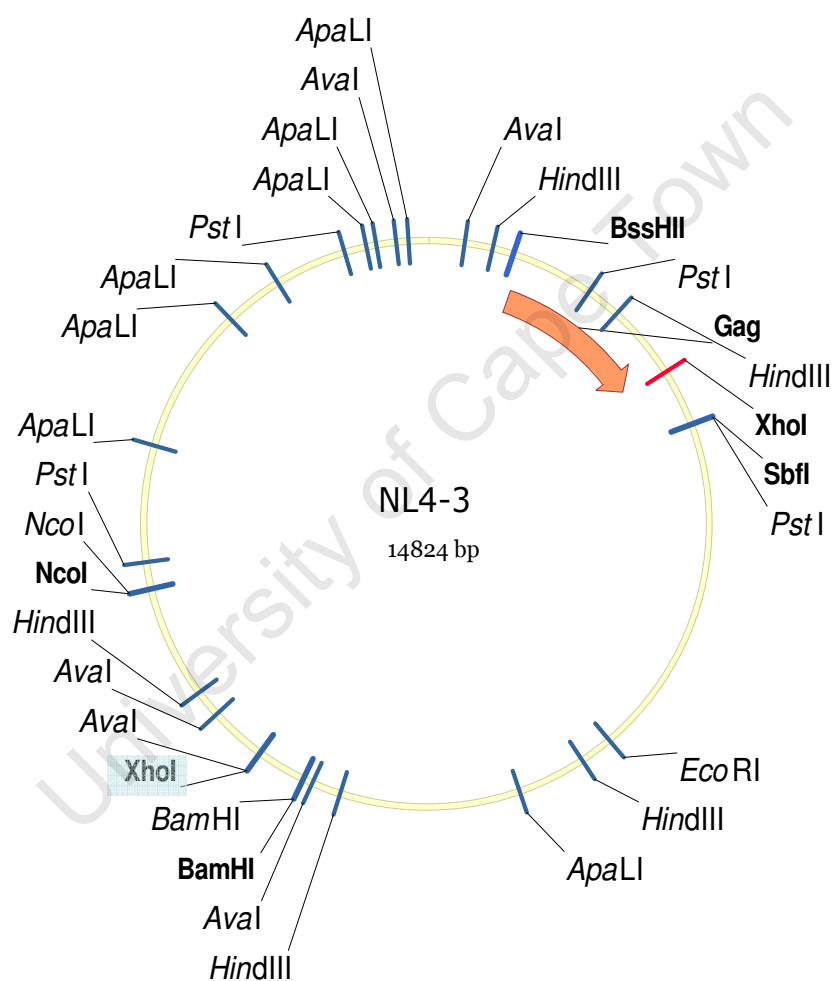 ApaLI
AvaI
ApaLI
ApaLI
PstI
ApaLI
ApaLI
ApaLI
PstI
NcoI
NcoI
HindIII
AvaI
AvaI
XhoI
BamHI
BamHI
AvaI
HindIII
AvaI
HindIII
BssHII
PstI
Gag
HindIII
XhoI
SbfI
PstI
EcoRI
HindIII
ApaLI
NL4-3
14824 bp
University of Cape Town